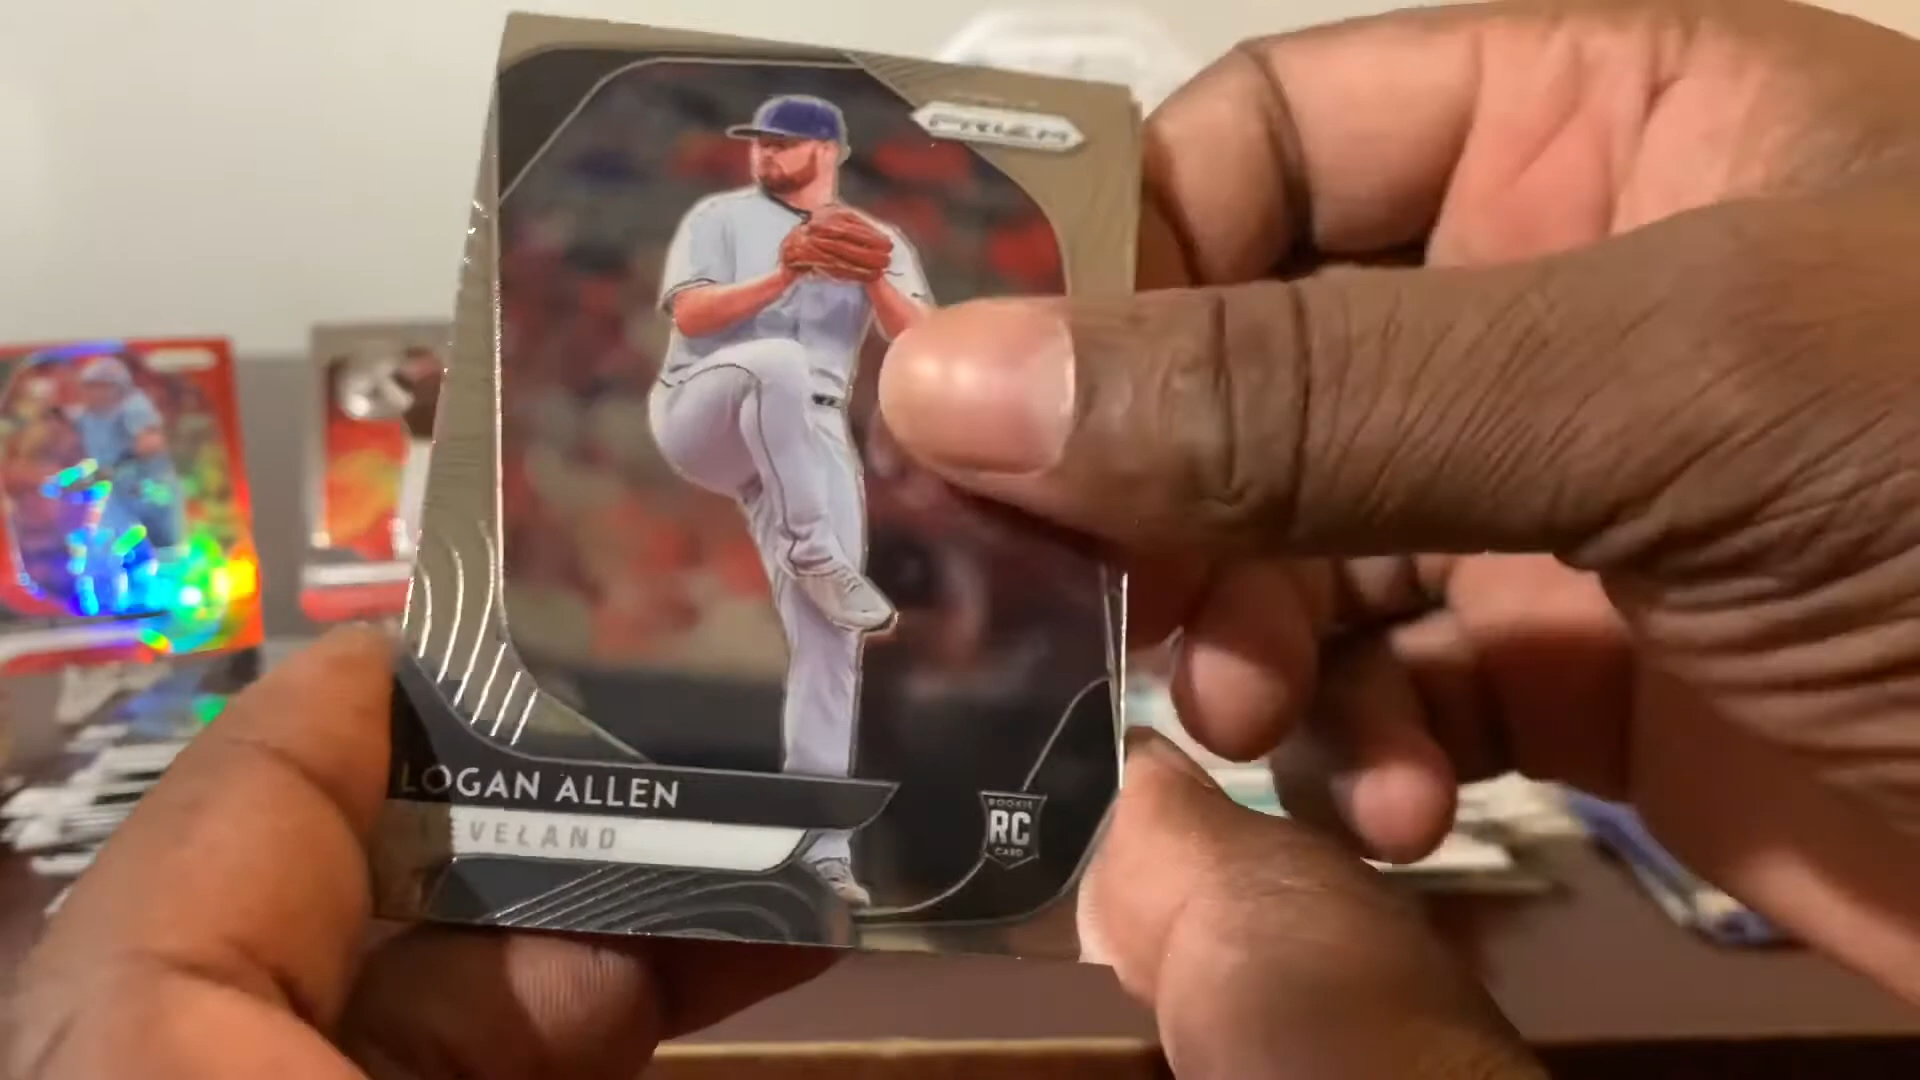 PRIZM
LOGAN ALLEN
EVELAND
ROOKIE
RC
CARD